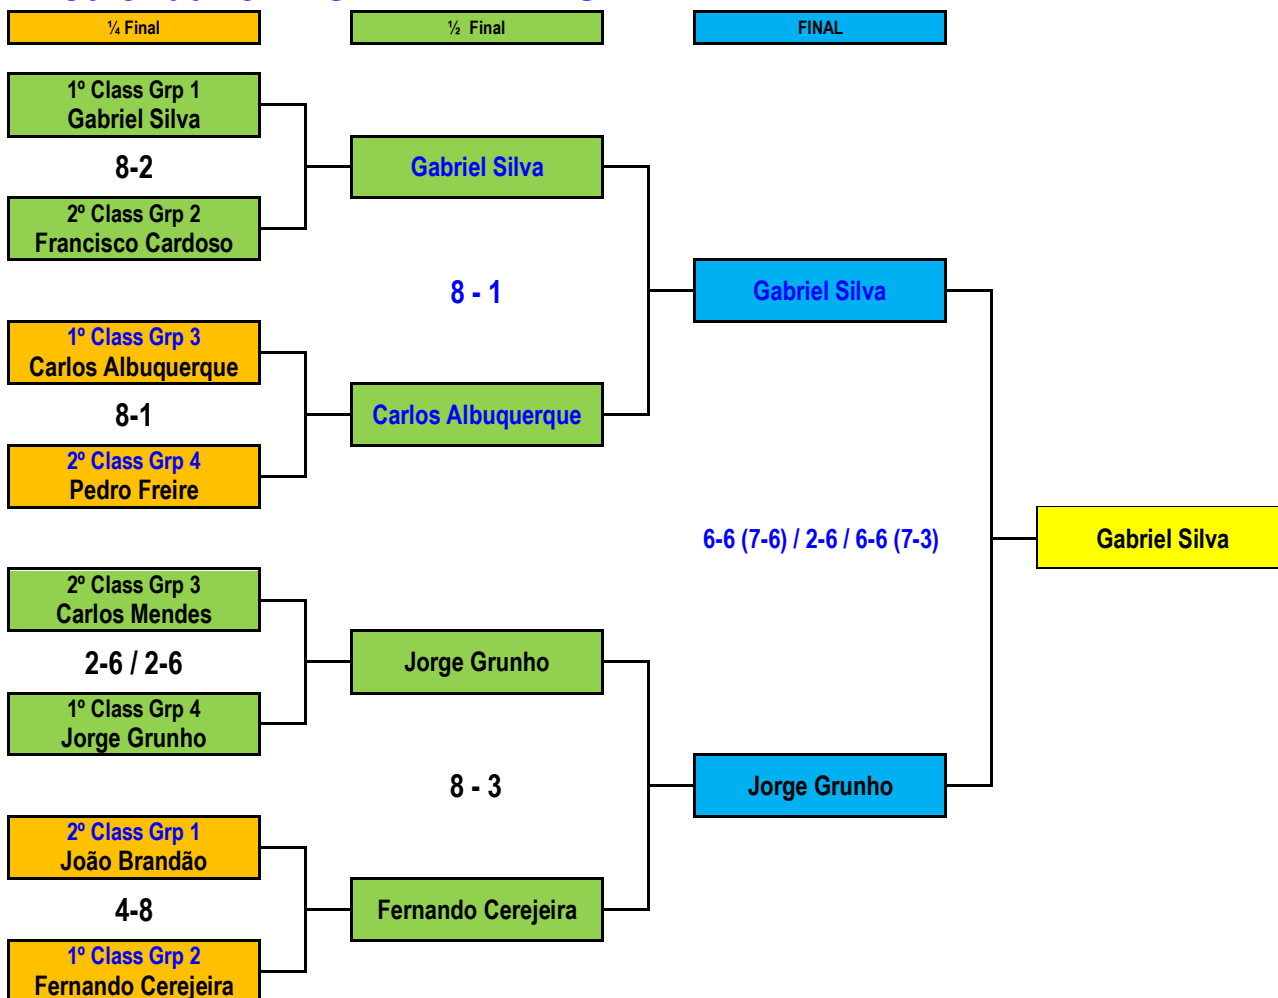 ¼ Final
½ Final
FINAL
1º Class Grp 1
Gabriel Silva
8-2
2º Class Grp 2
Francisco Cardoso
Gabriel Silva
8 - 1
Gabriel Silva
1º Class Grp 3
Carlos Albuquerque
8-1
2º Class Grp 4
Pedro Freire
Carlos Albuquerque
6-6 (7-6) / 2-6 / 6-6 (7-3)
Gabriel Silva
2º Class Grp 3
Carlos Mendes
2-6 / 2-6
1º Class Grp 4
Jorge Grunho
Jorge Grunho
8 - 3
Jorge Grunho
2º Class Grp 1
João Brandão
4-8
1º Class Grp 2
Fernando Cerejeira
Fernando Cerejeira